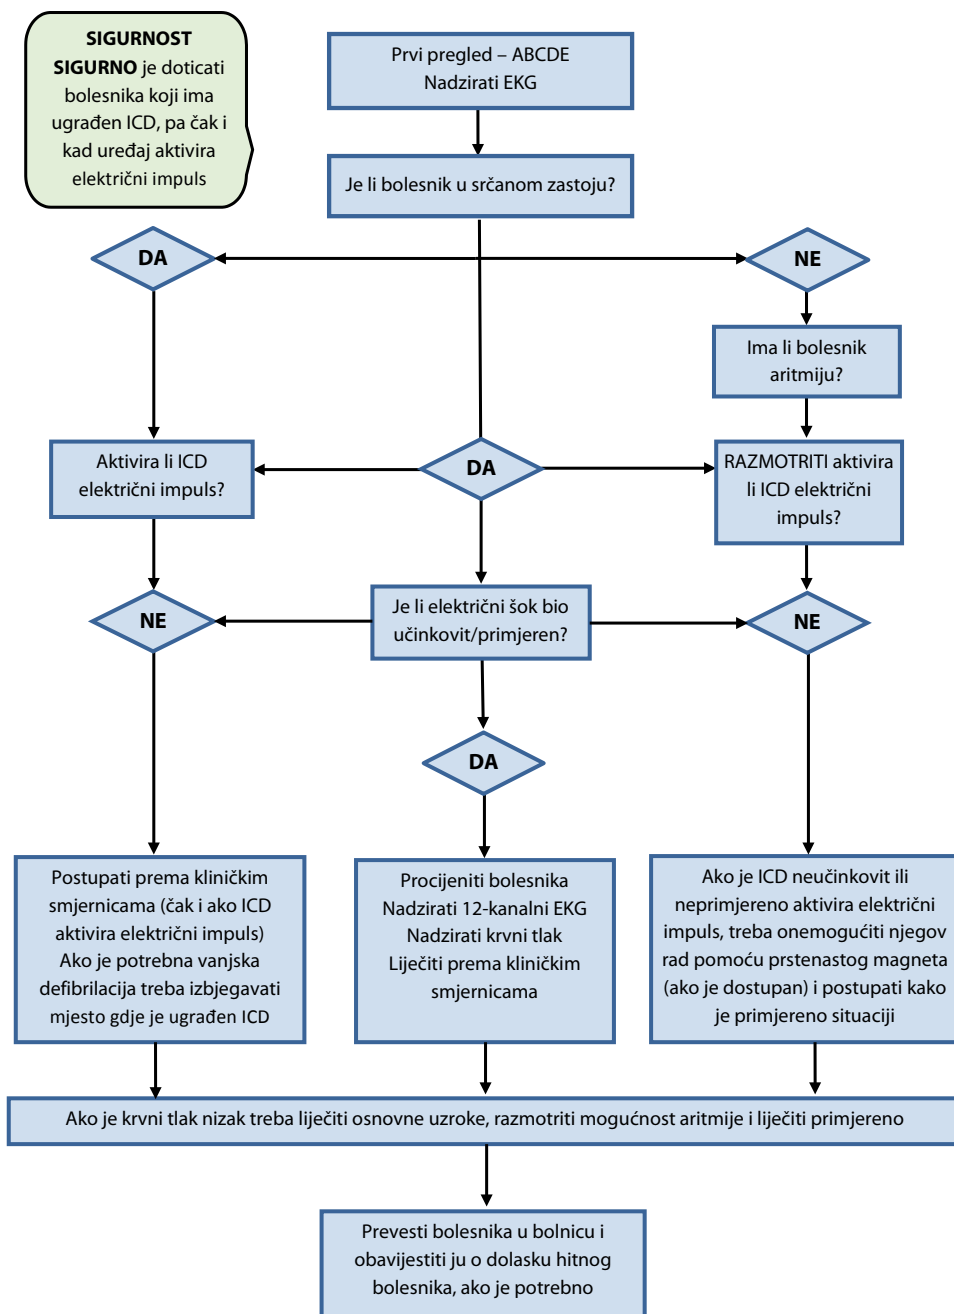 SIGURNOST
SIGURNO je doticati
bolesnika koji ima
ugrađen ICD, pa čak i
kad uređaj aktivira
električni impuls
Prvi pregled – ABCDE
Nadzirati EKG
Je li bolesnik u srčanom zastoju?
DA
NE
Ima li bolesnik
aritmiju?
Aktivira li ICD
električni impuls?
DA
RAZMOTRITI aktivira
li ICD električni
impuls?
NE
Je li električni šok bio
učinkovit/primjeren?
NE
DA
Postupati prema kliničkim
smjernicama (čak i ako ICD
aktivira električni impuls)
Ako je potrebna vanjska
defibrilacija treba izbjegavati
mjesto gdje je ugrađen ICD
Procijeniti bolesnika
Nadzirati 12-kanalni EKG
Nadzirati krvni tlak
Liječiti prema kliničkim
smjernicama
Ako je ICD neučinkovit ili
neprimjereno aktivira električni
impuls, treba onemogućiti njegov
rad pomoću prstenastog magneta
(ako je dostupan) i postupati kako
je primjereno situaciji
Ako je krvni tlak nizak treba liječiti osnovne uzroke, razmotriti mogućnost aritmije i liječiti primjereno
Prevesti bolesnika u bolnicu i
obavijestiti ju o dolasku hitnog
bolesnika, ako je potrebno